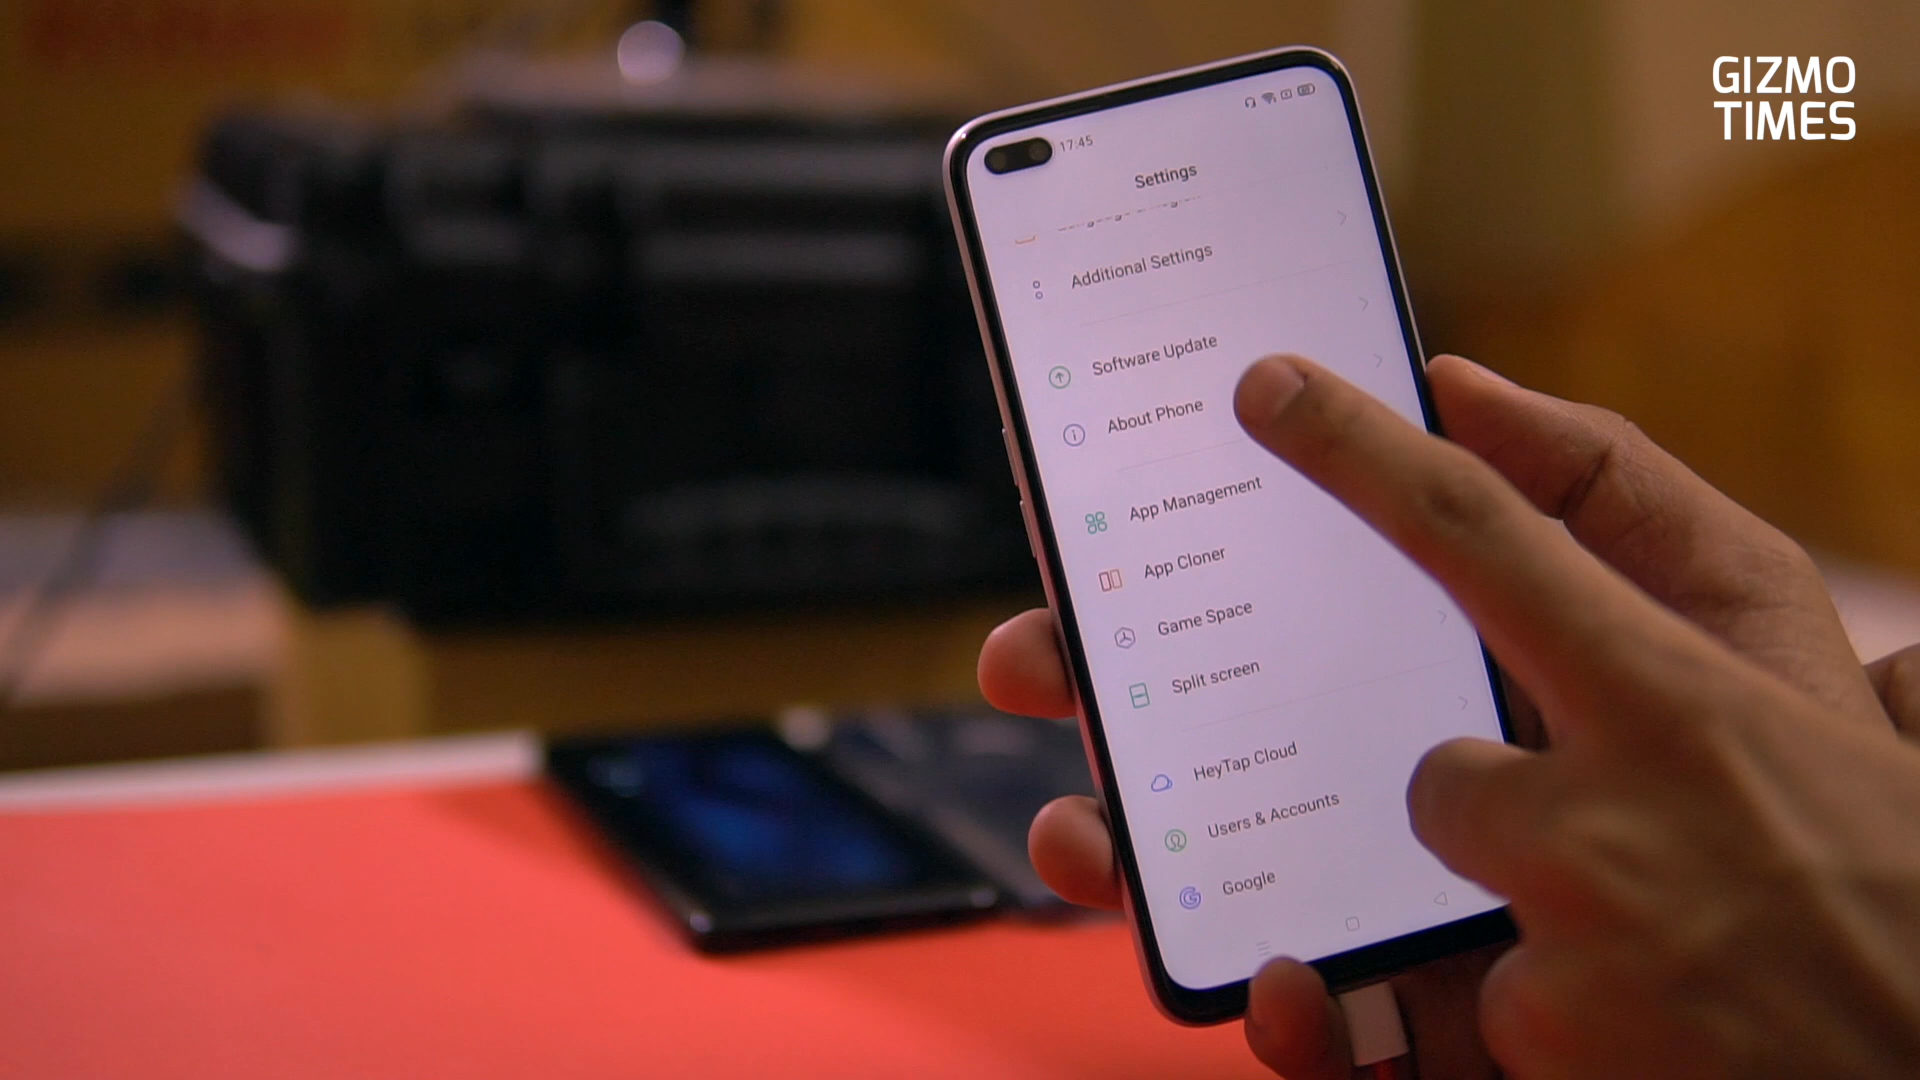 GIZMO
TIMES
17:45
Settings
Additional Settings
Software Update
About Phone
App Management
App Cloner
Game Space
Split screen
HeyTap Cloud
Users & Accounts
Google